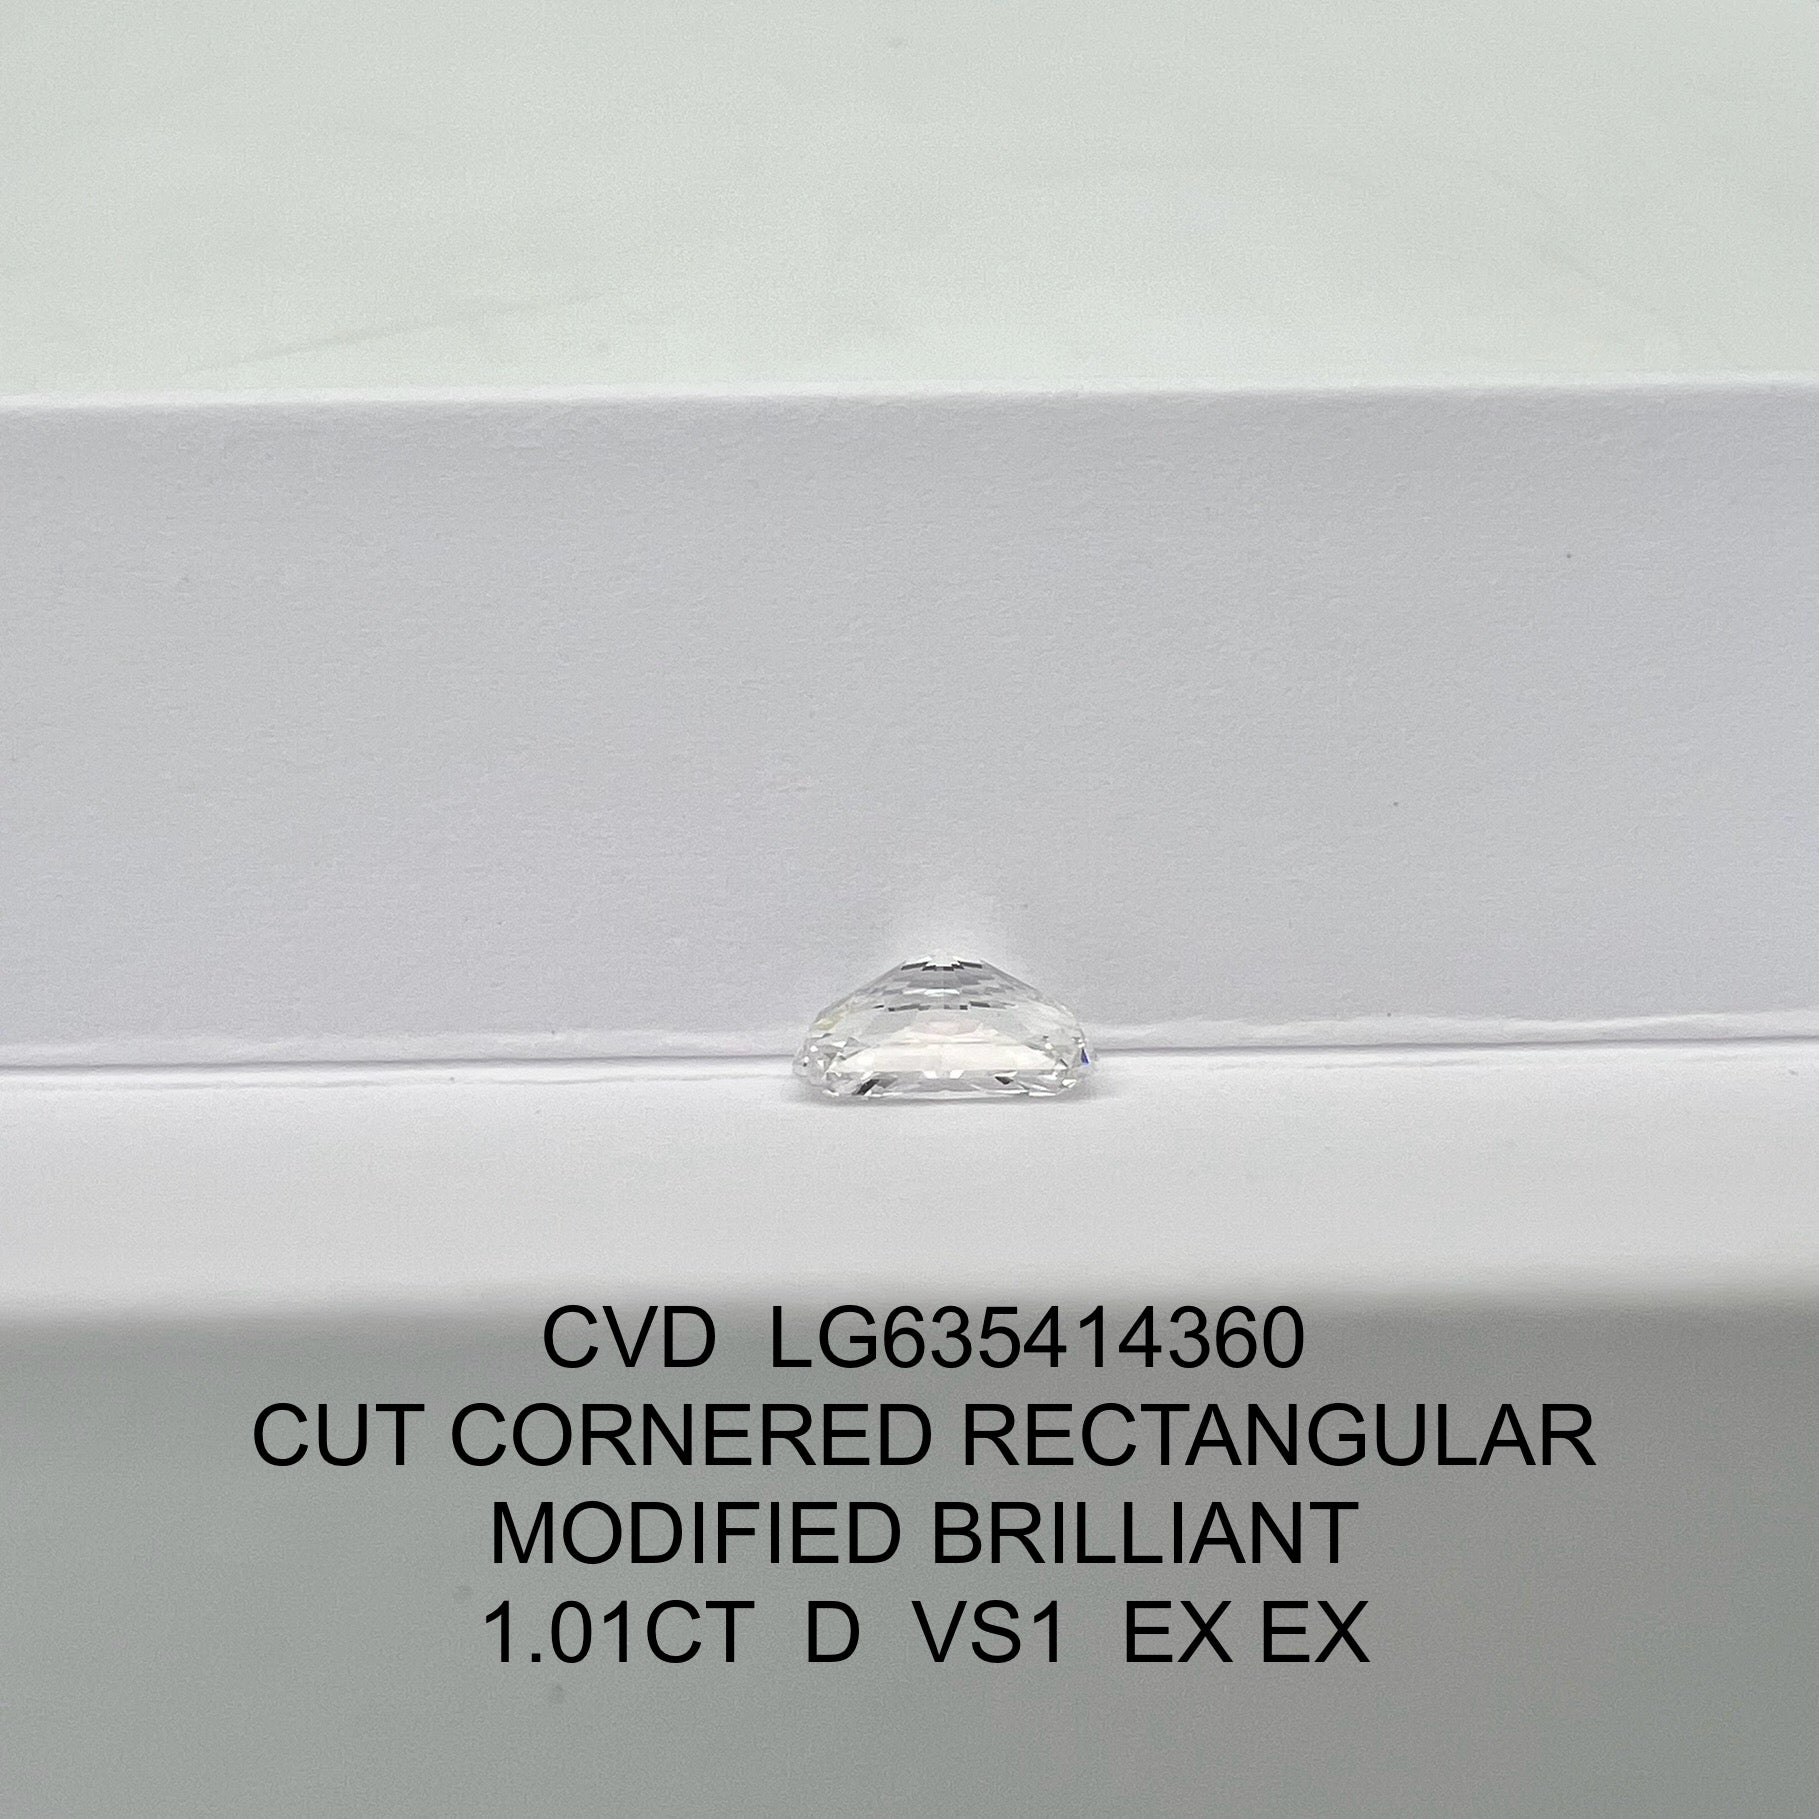 CVD LG635414360
CUT CORNERED RECTANGULAR
MODIFIED BRILLIANT
1.01CT D VS1 EX EX